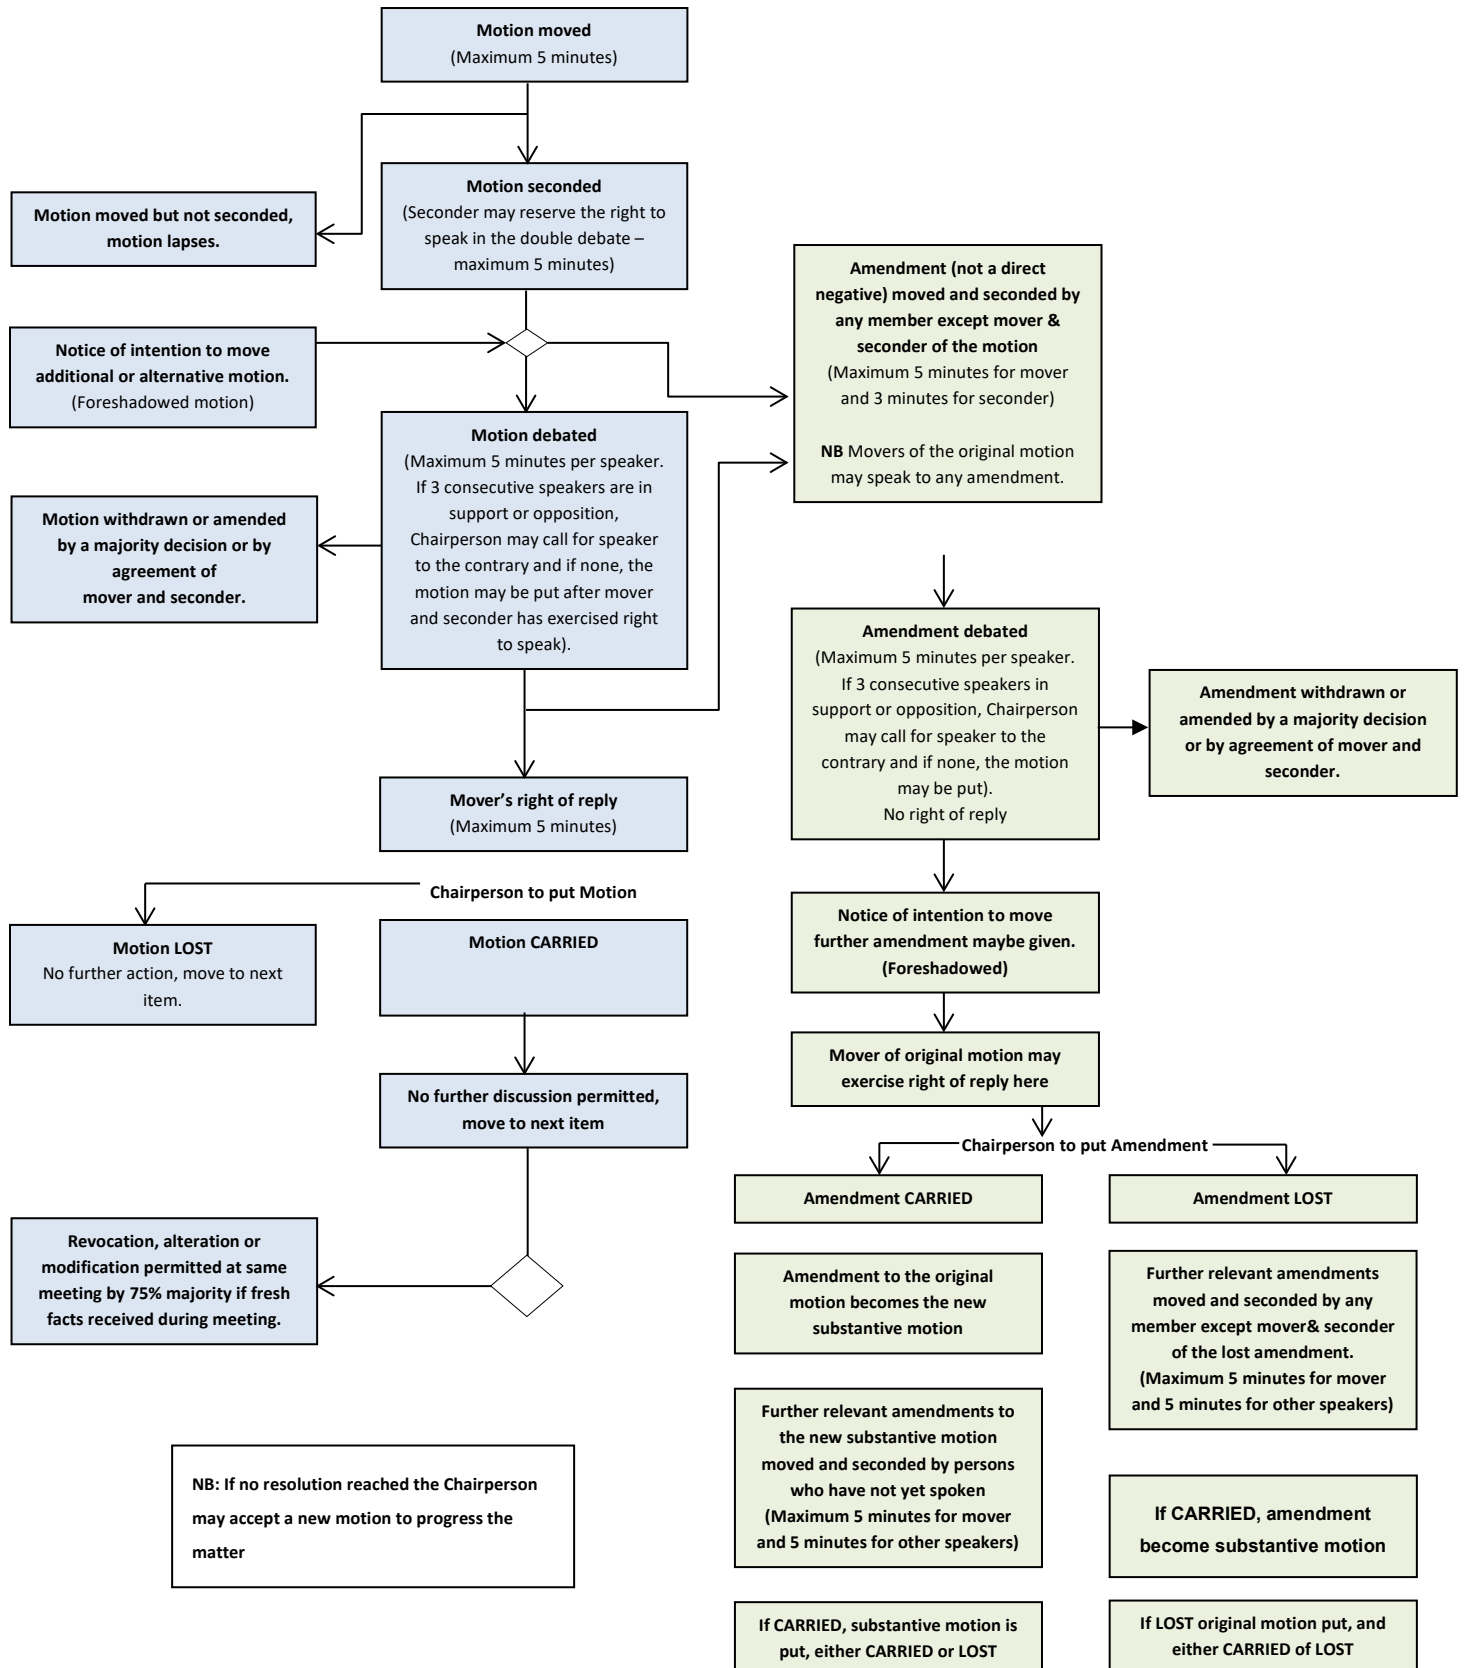 Motion moved
(Maximum 5 minutes)
Motion seconded
(Seconder may reserve the right to
speak in the double debate –
maximum 5 minutes)
Motion moved but not seconded,
motion lapses.
Notice of intention to move
additional or alternative motion.
(Foreshadowed motion)
Amendment (not a direct
negative) moved and seconded by
any member except mover &
seconder of the motion
(Maximum 5 minutes for mover
and 3 minutes for seconder)
NB Movers of the original motion
may speak to any amendment.
Motion debated
(Maximum 5 minutes per speaker.
If 3 consecutive speakers are in
support or opposition,
Chairperson may call for speaker
to the contrary and if none, the
motion may be put after mover
and seconder has exercised right
to speak).
Motion withdrawn or amended
by a majority decision or by
agreement of
mover and seconder.
Amendment debated
(Maximum 5 minutes per speaker.
If 3 consecutive speakers in
support or opposition, Chairperson
may call for speaker to the
contrary and if none, the motion
may be put).
No right of reply
Amendment withdrawn or
amended by a majority decision
or by agreement of mover and
seconder.
Mover’s right of reply
(Maximum 5 minutes)
Chairperson to put Motion
Motion LOST
No further action, move to next
item.
Motion CARRIED
Notice of intention to move
further amendment maybe given.
(Foreshadowed)
Mover of original motion may
exercise right of reply here
No further discussion permitted,
move to next item
Chairperson to put Amendment
Amendment CARRIED
Amendment LOST
Revocation, alteration or
modification permitted at same
meeting by 75% majority if fresh
facts received during meeting.
Amendment to the original
motion becomes the new
substantive motion
Further relevant amendments
moved and seconded by any
member except mover& seconder
of the lost amendment.
(Maximum 5 minutes for mover
and 5 minutes for other speakers)
Further relevant amendments to
the new substantive motion
moved and seconded by persons
who have not yet spoken
(Maximum 5 minutes for mover
and 5 minutes for other speakers)
NB: If no resolution reached the Chairperson
may accept a new motion to progress the
matter
If CARRIED, amendment
become substantive motion
If CARRIED, substantive motion is
put, either CARRIED or LOST
If LOST original motion put, and
either CARRIED of LOST